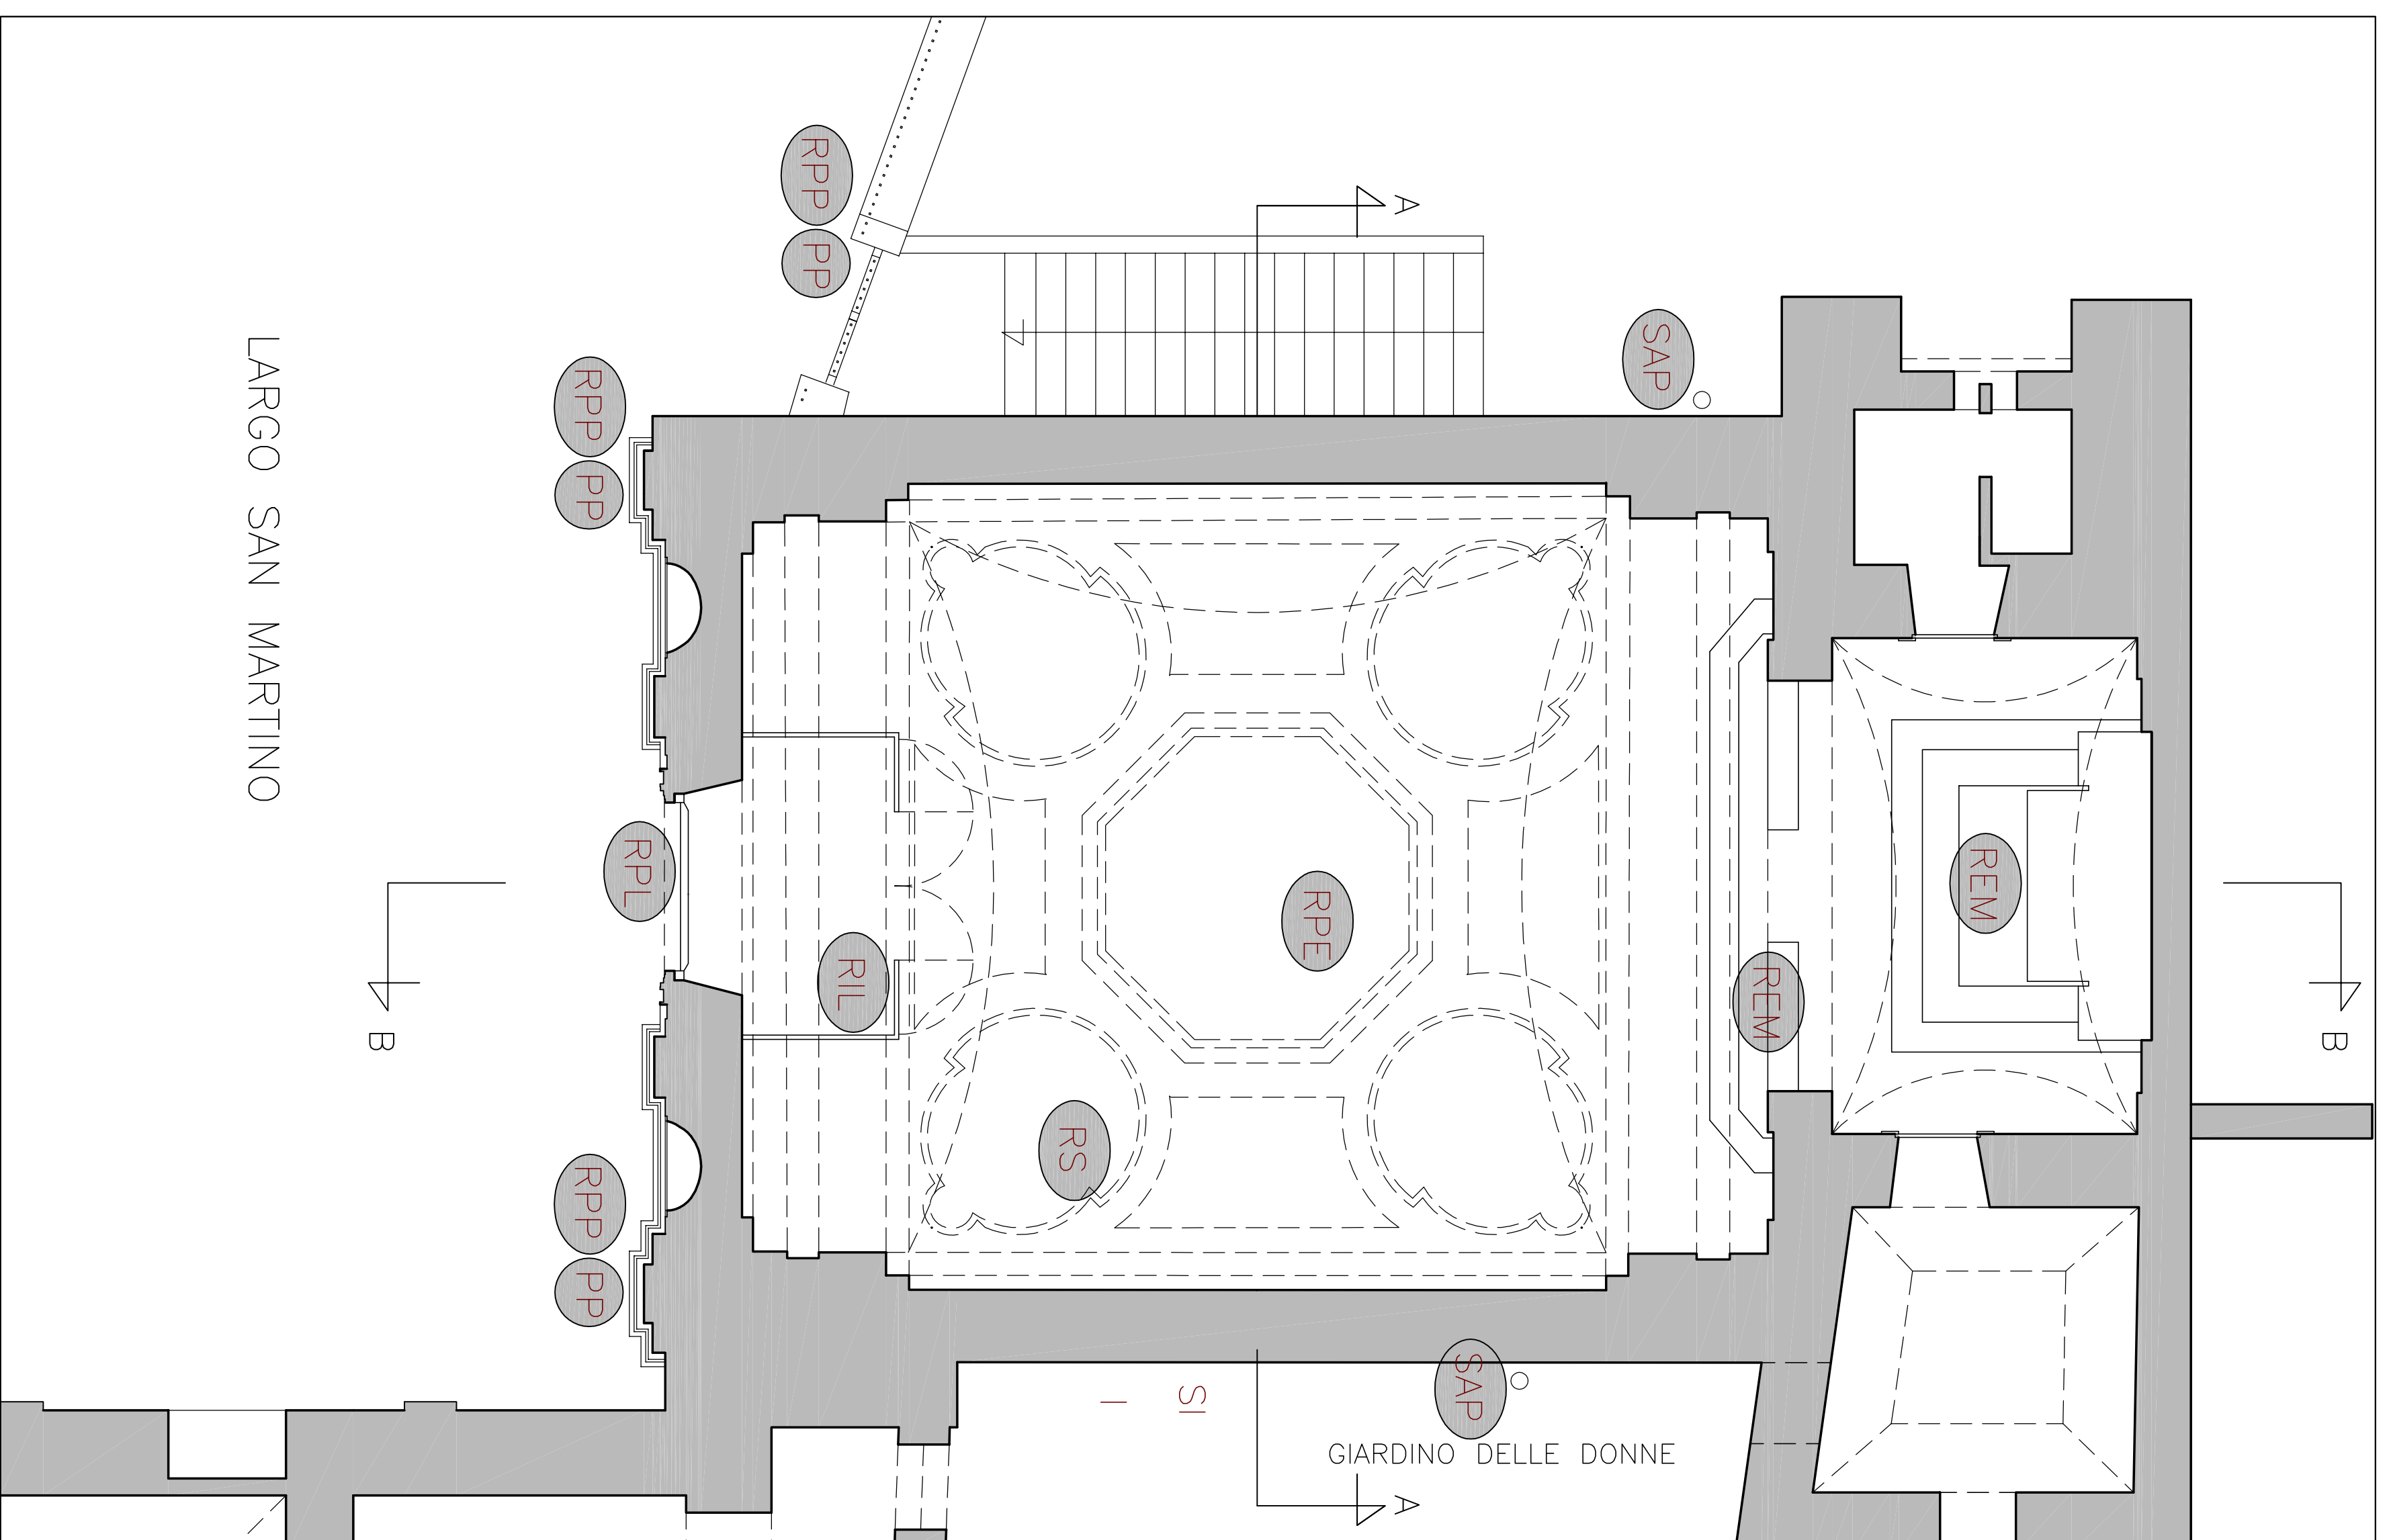 LARGO SAN MARTINO
RPP
PP
RPP
PP
A
SAP
RPL
RIL
RPE
REM
REM
B
B
RS
RPP
PP
SAP
SI
I
GIARDINO DELLE DONNE
A